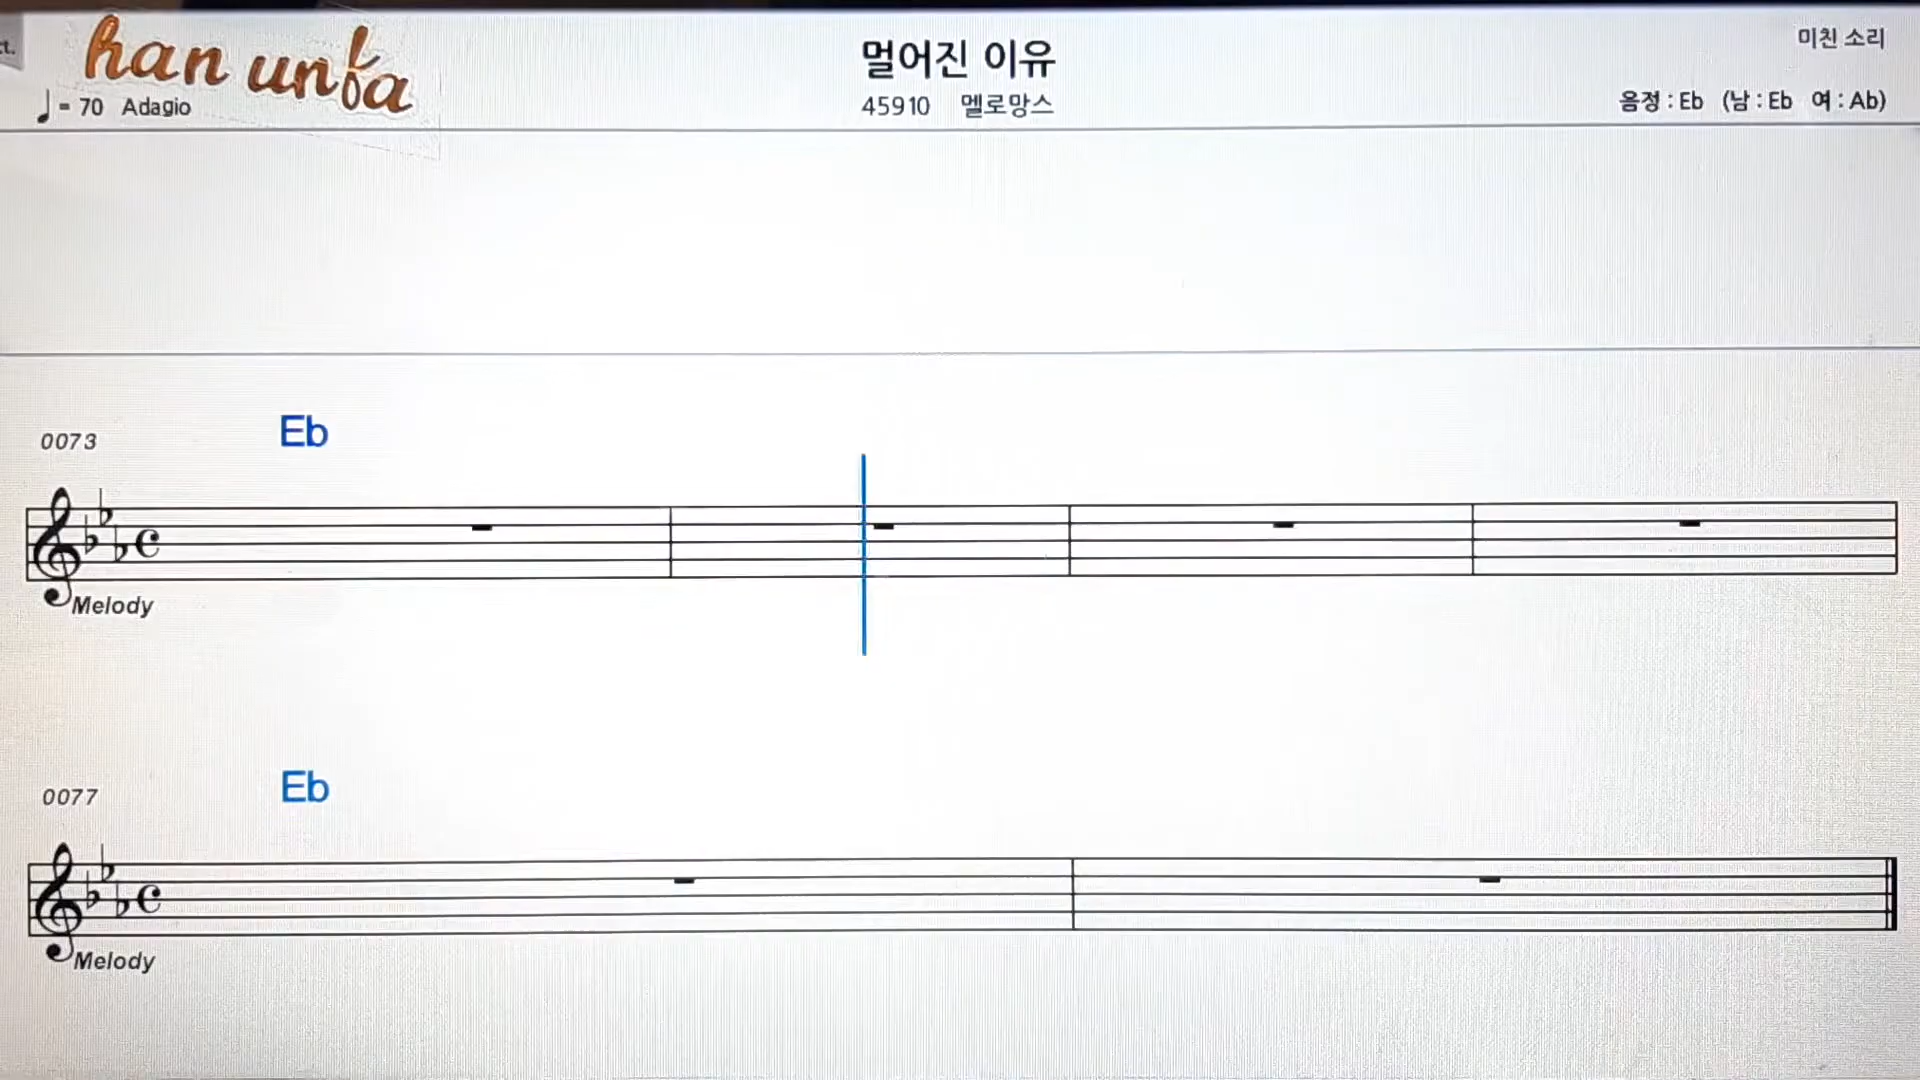 ct.
han unfa
♩= 70 Adagio
멀어진 이유
45910 멜로망스
미친 소리
음정 : Eb (남 : Eb 여 : Ab)
0073 Eb
Melody
0077 Eb
Melody